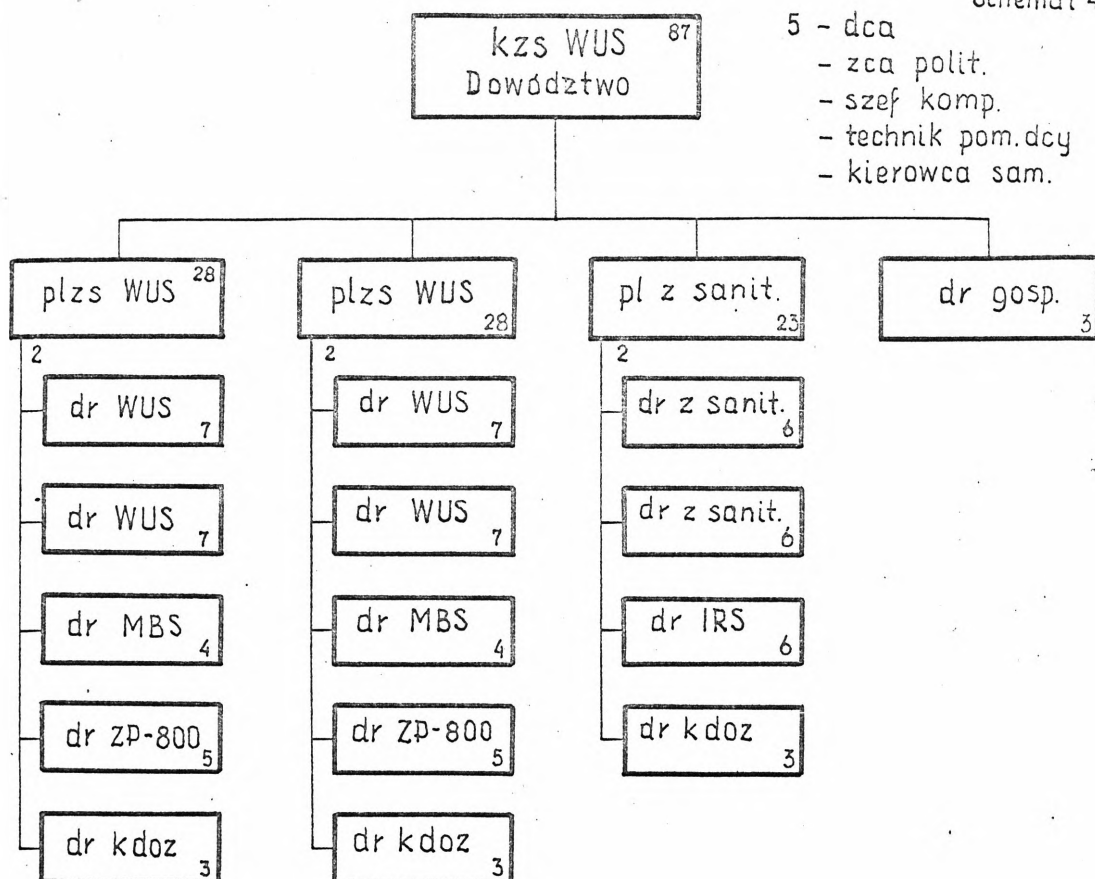 Schemat 4
kzs WUS 87
Dowództwo
5 - dca
- zca polit.
- szef komp.
- technik pom.dcy
- kierowca sam.
plzs WUS 28
2
dr WUS 7
dr WUS 7
dr MBS 4
dr ZP-800 5
dr kdoz 3
plzs WUS 28
2
dr WUS 7
dr WUS 7
dr MBS 4
dr ZP-800 5
dr kdoz 3
pl z sanit. 23
2
dr z sanit. 6
dr z sanit. 6
dr IRS 6
dr kdoz 3
dr gosp. 3